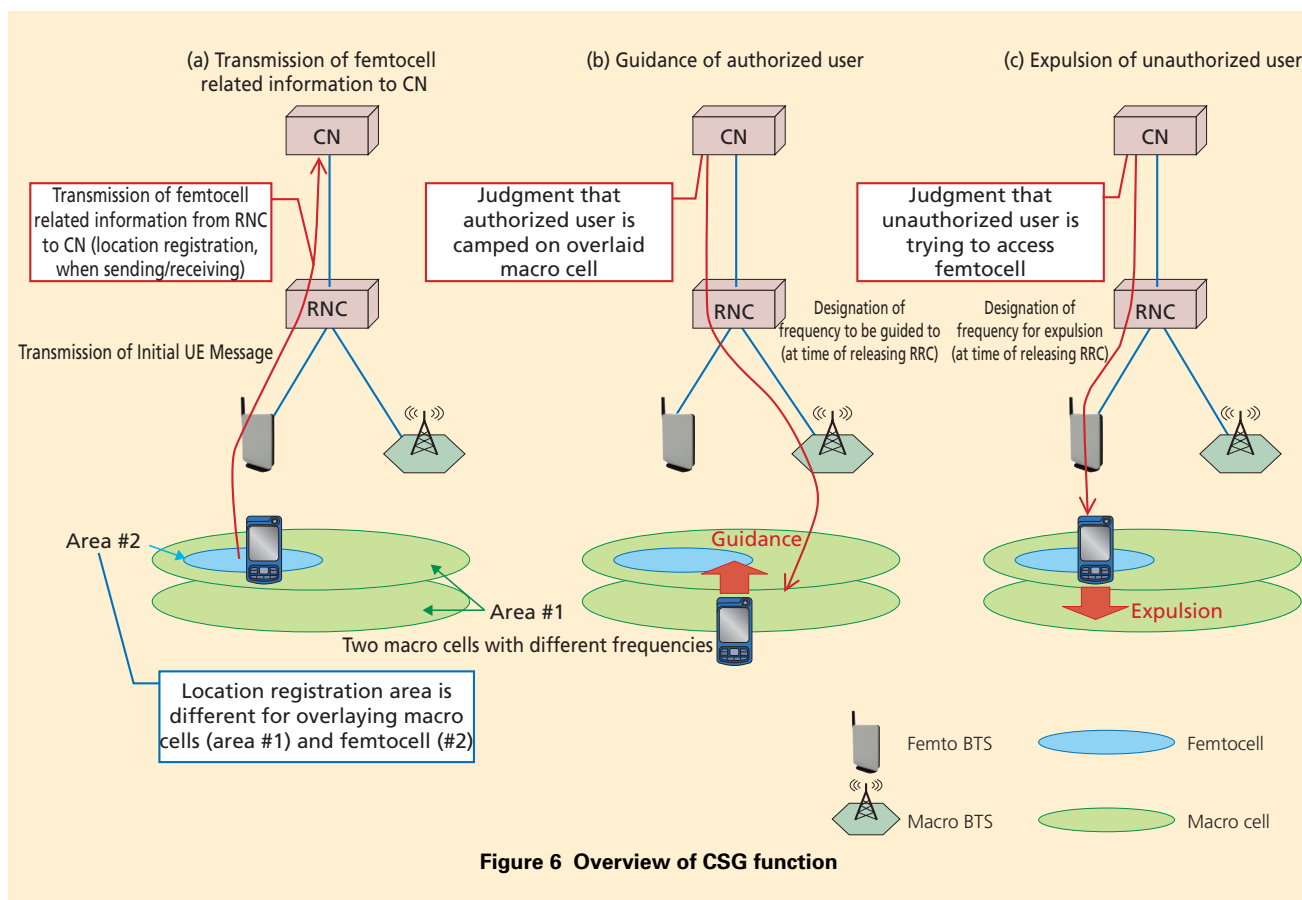 (a) Transmission of femtocell
related information to CN
CN
Transmission of femtocell
related information from RNC
to CN (location registration,
when sending/receiving)
RNC
Transmission of Initial UE Message
Area #2
Area #1
Two macro cells with different frequencies
Location registration area is
different for overlaying macro
cells (area #1) and femtocell (#2)
(b) Guidance of authorized user
CN
Judgment that
authorized user is
camped on overlaid
macro cell
RNC
Designation of
frequency to be guided to
(at time of releasing RRC)
Guidance
(c) Expulsion of unauthorized user
CN
Judgment that
unauthorized user is
trying to access
femtocell
Designation of
frequency for expulsion
(at time of releasing RRC)
RNC
Expulsion
Femto BTS
Femtocell
Macro BTS
Macro cell
Figure 6 Overview of CSG function